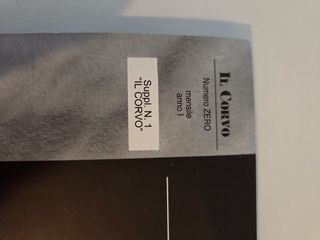 IL CORVO
Numero ZERO
mensile
anno I
Suppl. N. 1
"IL CORVO"